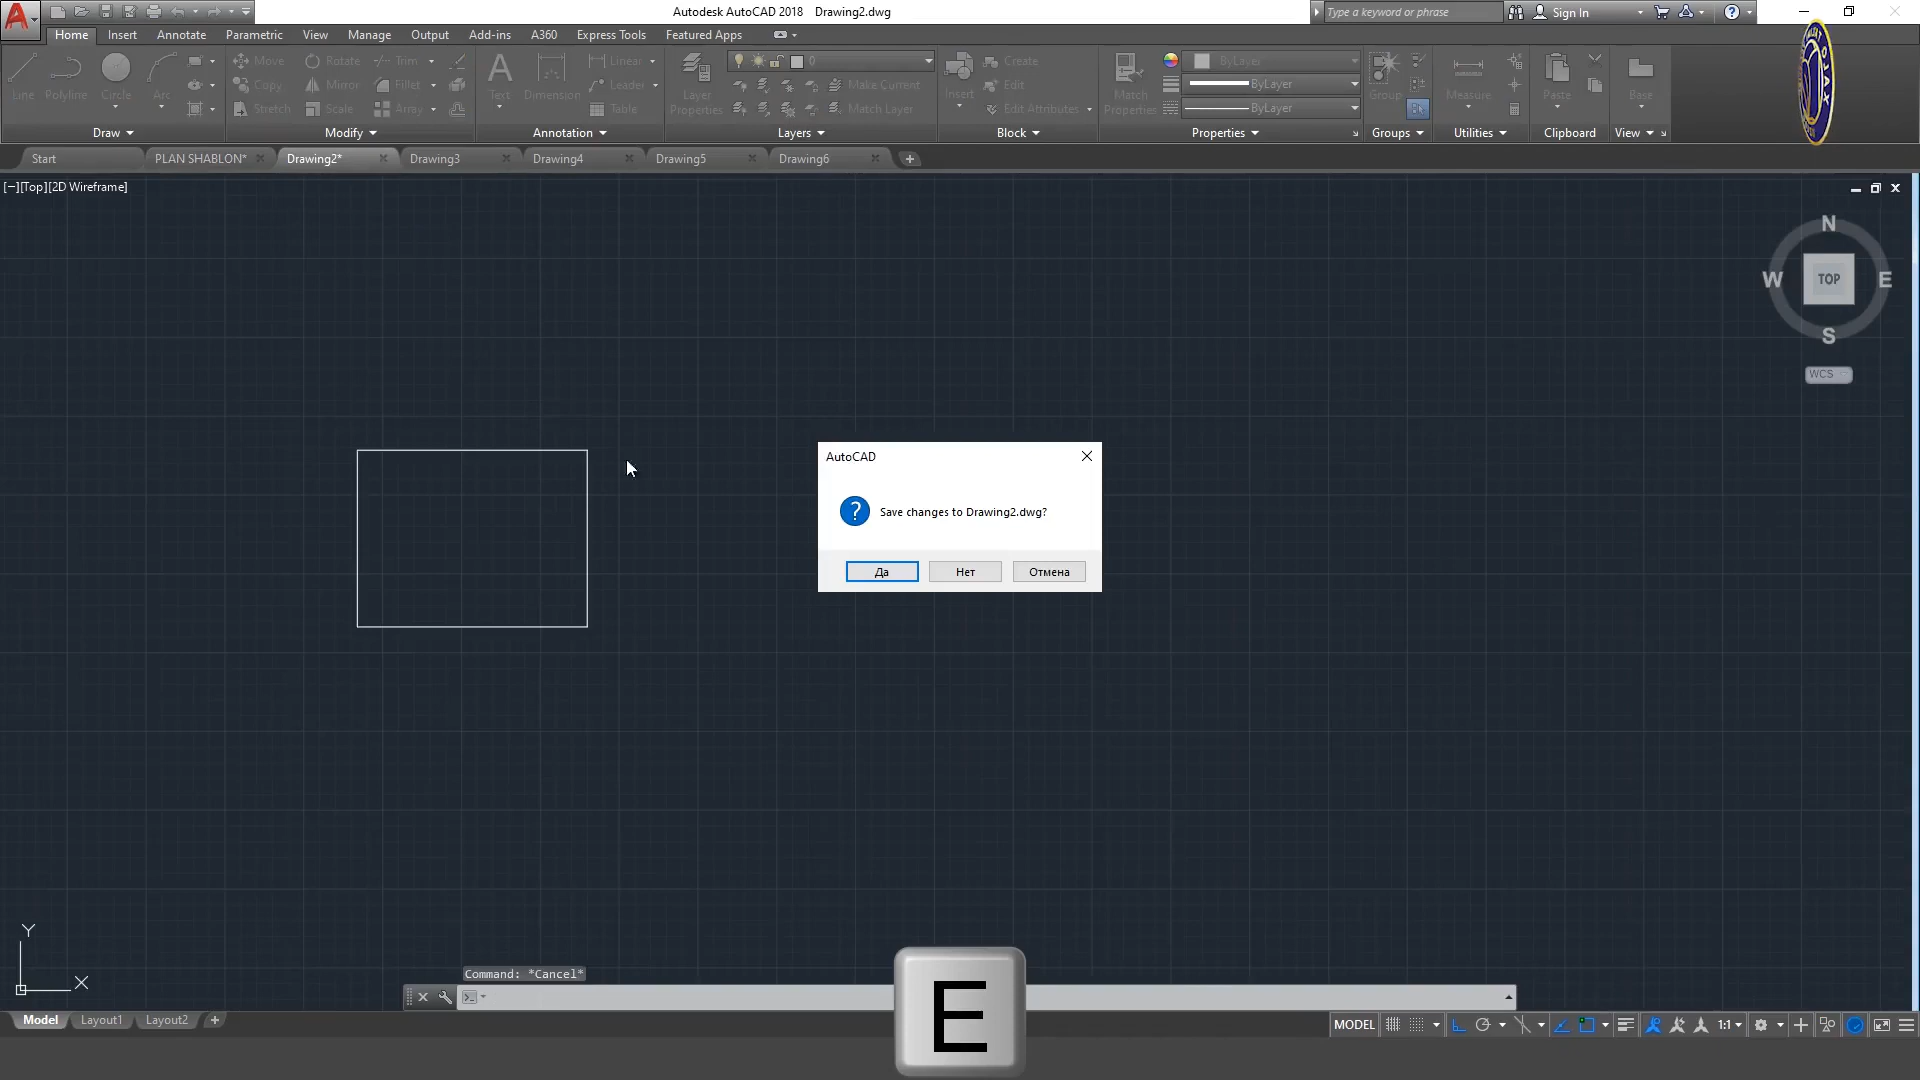 Autodesk AutoCAD 2018 Drawing2.dwg
Type a keyword or phrase
Sign In
Home Insert Annotate Parametric View Manage Output Add-ins A360 Express Tools Featured Apps
Line Polyline Circle Arc
Move Rotate Trim
Copy Mirror Fillet
Stretch Scale Array
Text Dimension
Linear
Leader
Table
Layer Properties
0
Make Current
Match Layer
Insert
Create
Edit
Edit Attributes
Match Properties
ByLayer
ByLayer
ByLayer
Group
Measure
Paste
Base
Draw Modify Annotation Layers Block Properties Groups Utilities Clipboard View
Start PLAN SHABLON* Drawing2* Drawing3 Drawing4 Drawing5 Drawing6
[−][Top][2D Wireframe]
N
W TOP E
S
WCS
AutoCAD
Save changes to Drawing2.dwg?
Да Нет Отмена
Y
X
Command: *Cancel*
E
Model Layout1 Layout2
MODEL 1:1